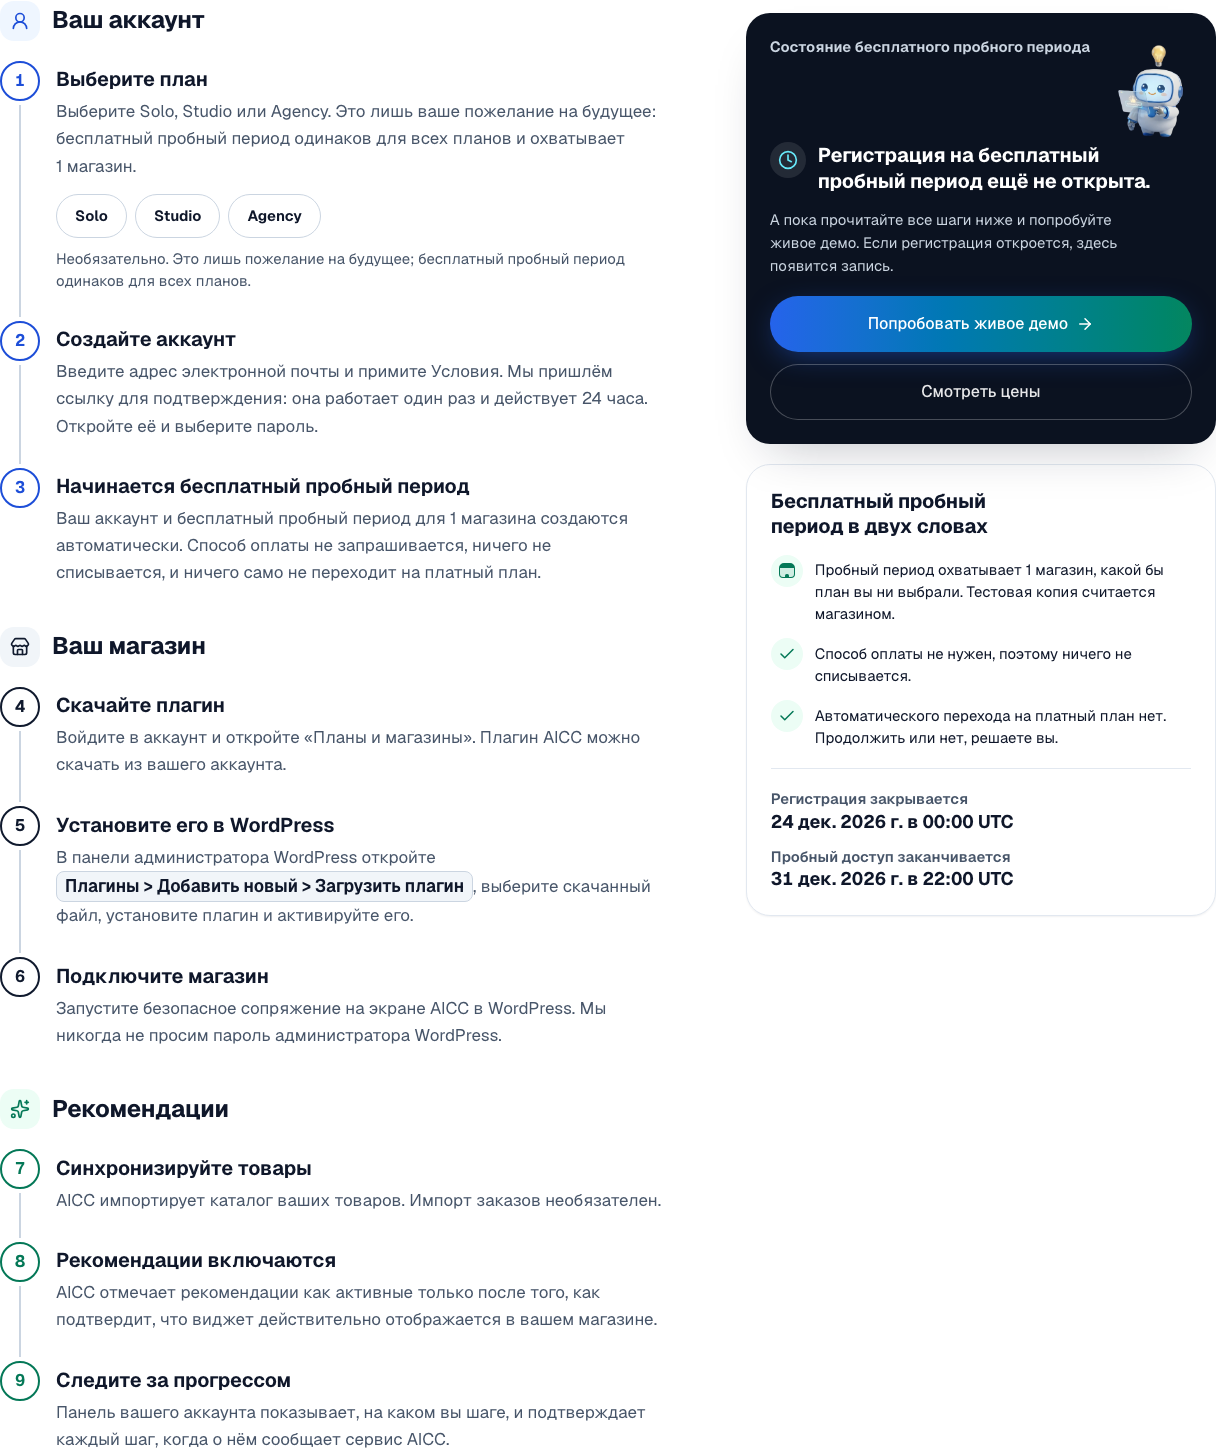 Ваш аккаунт
1
Выберите план
Выберите Solo, Studio или Agency. Это лишь ваше пожелание на будущее:
бесплатный пробный период одинаков для всех планов и охватывает
1 магазин.
Solo
Studio
Agency
Необязательно. Это лишь пожелание на будущее; бесплатный пробный период
одинаков для всех планов.
2
Создайте аккаунт
Введите адрес электронной почты и примите Условия. Мы пришлём
ссылку для подтверждения: она работает один раз и действует 24 часа.
Откройте её и выберите пароль.
3
Начинается бесплатный пробный период
Ваш аккаунт и бесплатный пробный период для 1 магазина создаются
автоматически. Способ оплаты не запрашивается, ничего не
списывается, и ничего само не переходит на платный план.
Ваш магазин
4
Скачайте плагин
Войдите в аккаунт и откройте «Планы и магазины». Плагин AICC можно
скачать из вашего аккаунта.
5
Установите его в WordPress
В панели администратора WordPress откройте
Плагины > Добавить новый > Загрузить плагин , выберите скачанный
файл, установите плагин и активируйте его.
6
Подключите магазин
Запустите безопасное сопряжение на экране AICC в WordPress. Мы
никогда не просим пароль администратора WordPress.
Рекомендации
7
Синхронизируйте товары
AICC импортирует каталог ваших товаров. Импорт заказов необязателен.
8
Рекомендации включаются
AICC отмечает рекомендации как активные только после того, как
подтвердит, что виджет действительно отображается в вашем магазине.
9
Следите за прогрессом
Панель вашего аккаунта показывает, на каком вы шаге, и подтверждает
каждый шаг, когда о нём сообщает сервис AICC.
Состояние бесплатного пробного периода
Регистрация на бесплатный
пробный период ещё не открыта.
А пока прочитайте все шаги ниже и попробуйте
живое демо. Если регистрация откроется, здесь
появится запись.
Попробовать живое демо
Смотреть цены
Бесплатный пробный
период в двух словах
Пробный период охватывает 1 магазин, какой бы
план вы ни выбрали. Тестовая копия считается
магазином.
Способ оплаты не нужен, поэтому ничего не
списывается.
Автоматического перехода на платный план нет.
Продолжить или нет, решаете вы.
Регистрация закрывается
24 дек. 2026 г. в 00:00 UTC
Пробный доступ заканчивается
31 дек. 2026 г. в 22:00 UTC